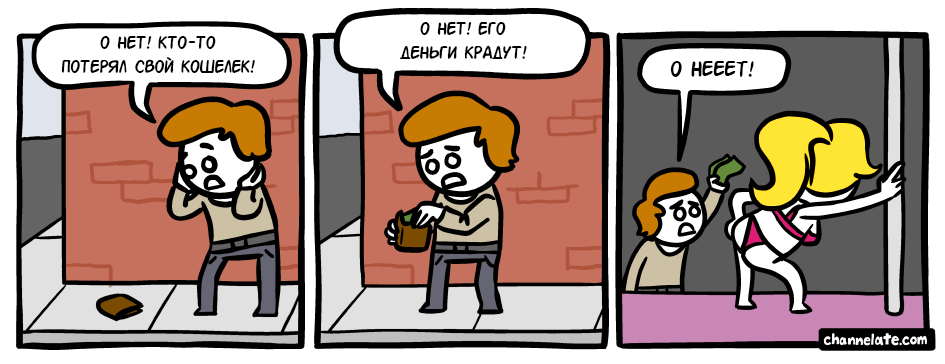 О НЕТ! КТО-ТО
ПОТЕРЯЛ СВОЙ КОШЕЛЕК!
О НЕТ! ЕГО
ДЕНЬГИ КРАДУТ!
О НЕЕЕТ!
channelate.com